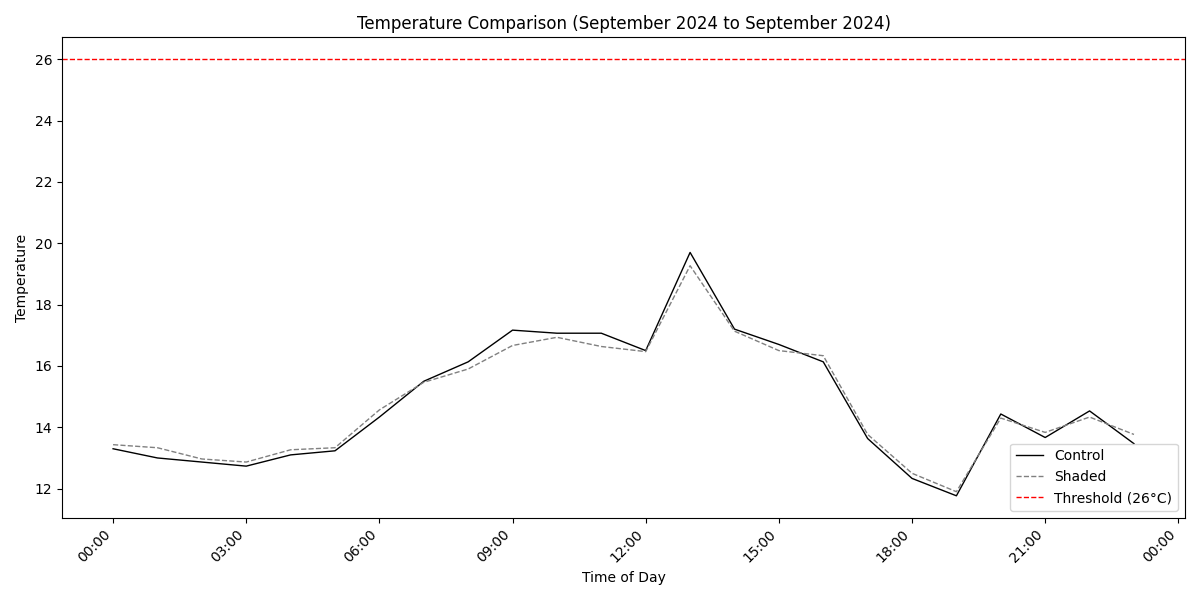 Temperature Comparison (September 2024 to September 2024)
26
24
22
20
18
16
14
12
Temperature
Control
Shaded
Threshold (26°C)
00:00
03:00
06:00
09:00
12:00
15:00
18:00
21:00
00:00
Time of Day